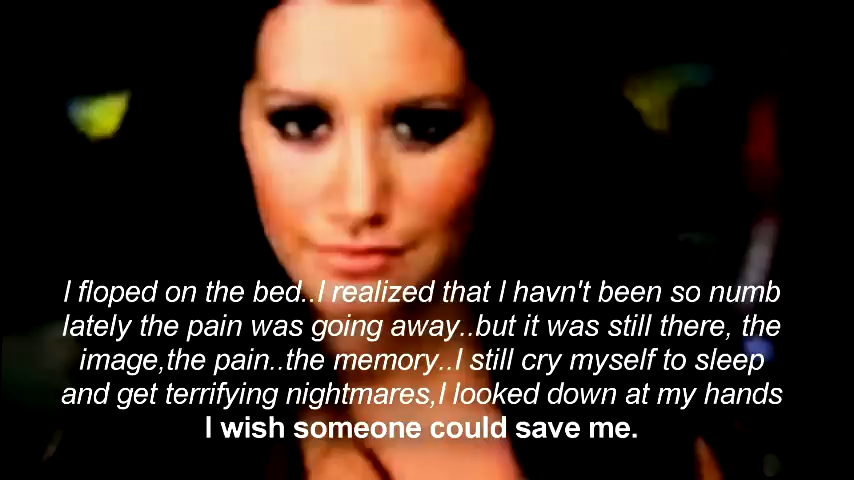 I floped on the bed..I realized that I havn't been so numb
lately the pain was going away..but it was still there, the
image,the pain..the memory..I still cry myself to sleep
and get terrifying nightmares,I looked down at my hands
I wish someone could save me.